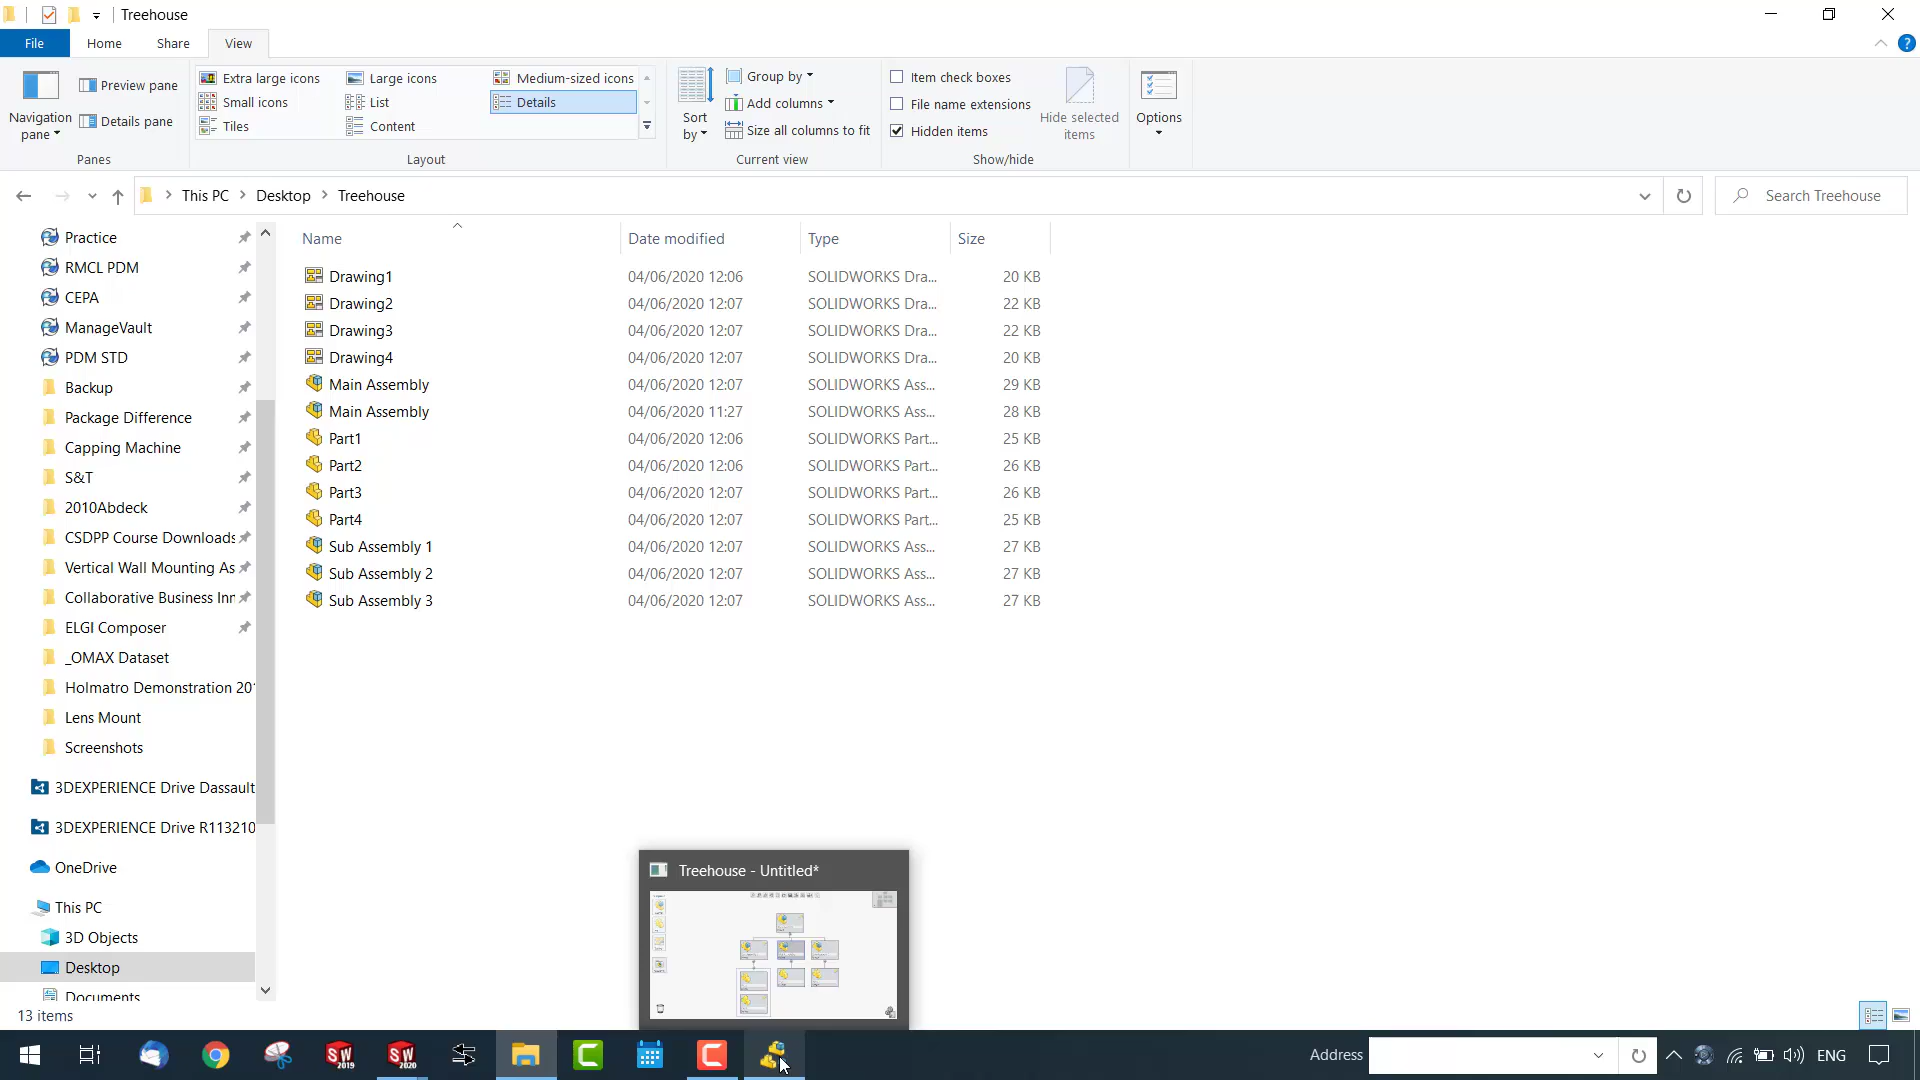 Treehouse
File Home Share View
Navigation pane
Preview pane
Details pane
Panes
Extra large icons Large icons Medium-sized icons
Small icons List Details
Tiles Content
Layout
Sort by
Group by
Add columns
Size all columns to fit
Current view
Item check boxes
File name extensions
Hidden items
Hide selected items
Show/hide
Options
This PC Desktop Treehouse
Search Treehouse
Practice
RMCL PDM
CEPA
ManageVault
PDM STD
Backup
Package Difference
Capping Machine
S&T
2010Abdeck
CSDPP Course Downloads
Vertical Wall Mounting As
Collaborative Business Inn
ELGI Composer
_OMAX Dataset
Holmatro Demonstration 20
Lens Mount
Screenshots
3DEXPERIENCE Drive Dassault
3DEXPERIENCE Drive R113210
OneDrive
This PC
3D Objects
Desktop
Documents
Name Date modified Type Size
Drawing1 04/06/2020 12:06 SOLIDWORKS Dra... 20 KB
Drawing2 04/06/2020 12:07 SOLIDWORKS Dra... 22 KB
Drawing3 04/06/2020 12:07 SOLIDWORKS Dra... 22 KB
Drawing4 04/06/2020 12:07 SOLIDWORKS Dra... 20 KB
Main Assembly 04/06/2020 12:07 SOLIDWORKS Ass... 29 KB
Main Assembly 04/06/2020 11:27 SOLIDWORKS Ass... 28 KB
Part1 04/06/2020 12:06 SOLIDWORKS Part... 25 KB
Part2 04/06/2020 12:06 SOLIDWORKS Part... 26 KB
Part3 04/06/2020 12:07 SOLIDWORKS Part... 26 KB
Part4 04/06/2020 12:07 SOLIDWORKS Part... 25 KB
Sub Assembly 1 04/06/2020 12:07 SOLIDWORKS Ass... 27 KB
Sub Assembly 2 04/06/2020 12:07 SOLIDWORKS Ass... 27 KB
Sub Assembly 3 04/06/2020 12:07 SOLIDWORKS Ass... 27 KB
Treehouse - Untitled*
13 items
SW 2019
SW 2020
Address
ENG